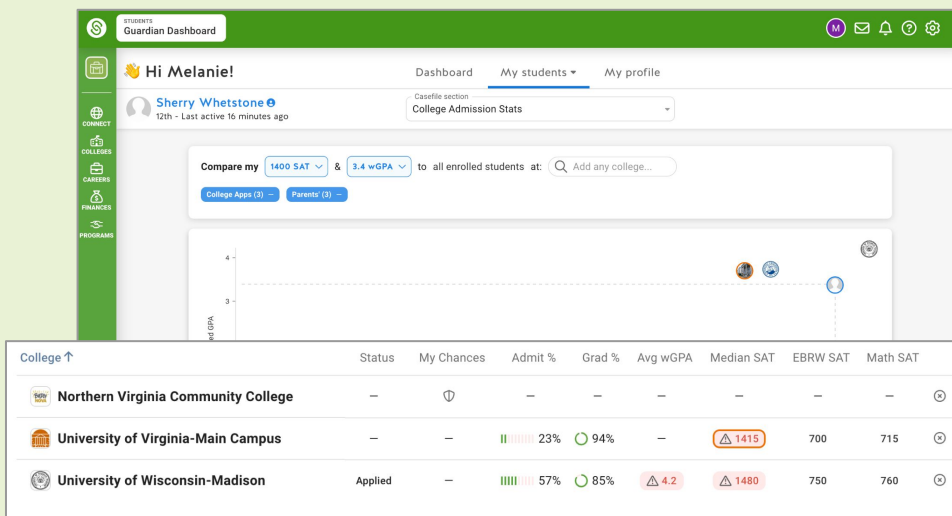 STUDENTS
Guardian Dashboard
M
👋 Hi Melanie!
Dashboard My students My profile
Sherry Whetstone
12th - Last active 16 minutes ago
Casefile section
College Admission Stats
CONNECT
COLLEGES
CAREERS
FINANCES
PROGRAMS
Compare my 1400 SAT & 3.4 wGPA to all enrolled students at: Add any college...
College Apps (3) – Parents' (3) –
4
3
College ↑ Status My Chances Admit % Grad % Avg wGPA Median SAT EBRW SAT Math SAT
Northern Virginia Community College – – – – – – –
University of Virginia-Main Campus – – 23% 94% – 1415 700 715
University of Wisconsin-Madison Applied – 57% 85% 4.2 1480 750 760